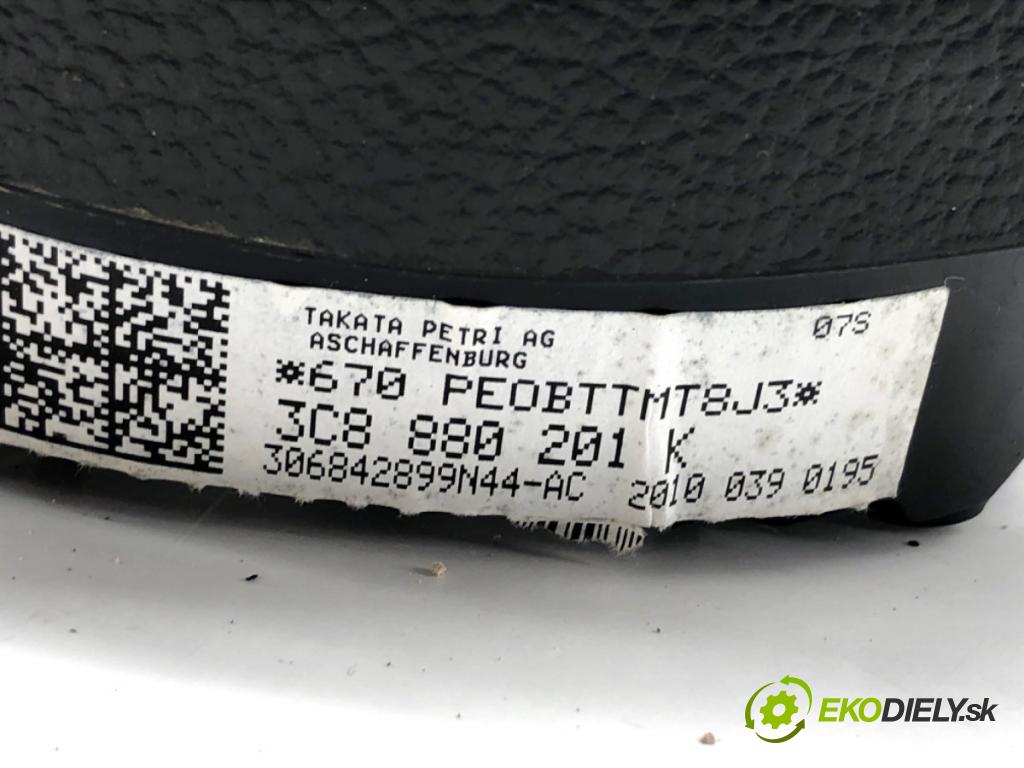 TAKATA PETRI AG
07S
ASCHAFFENBURG
*670 PEOBTTMT8J3*
3C8 880 201 K
306842899N44-AC 2010 039 0195
EKODIELY.sk